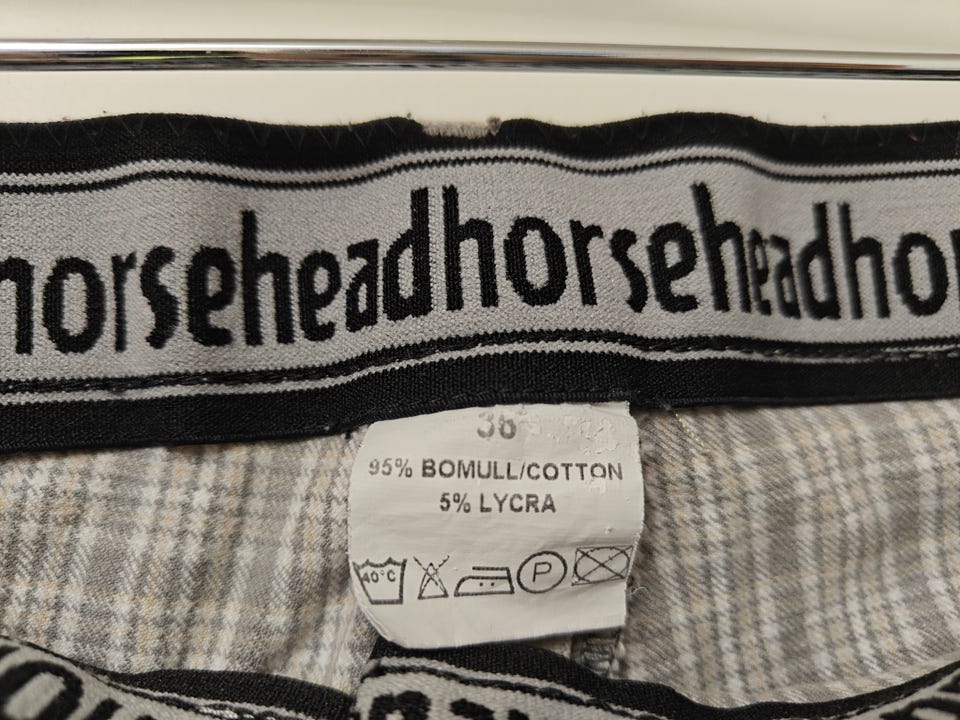 horseheadhorseheadhor
36
95% BOMULL/COTTON
5% LYCRA
40°C P